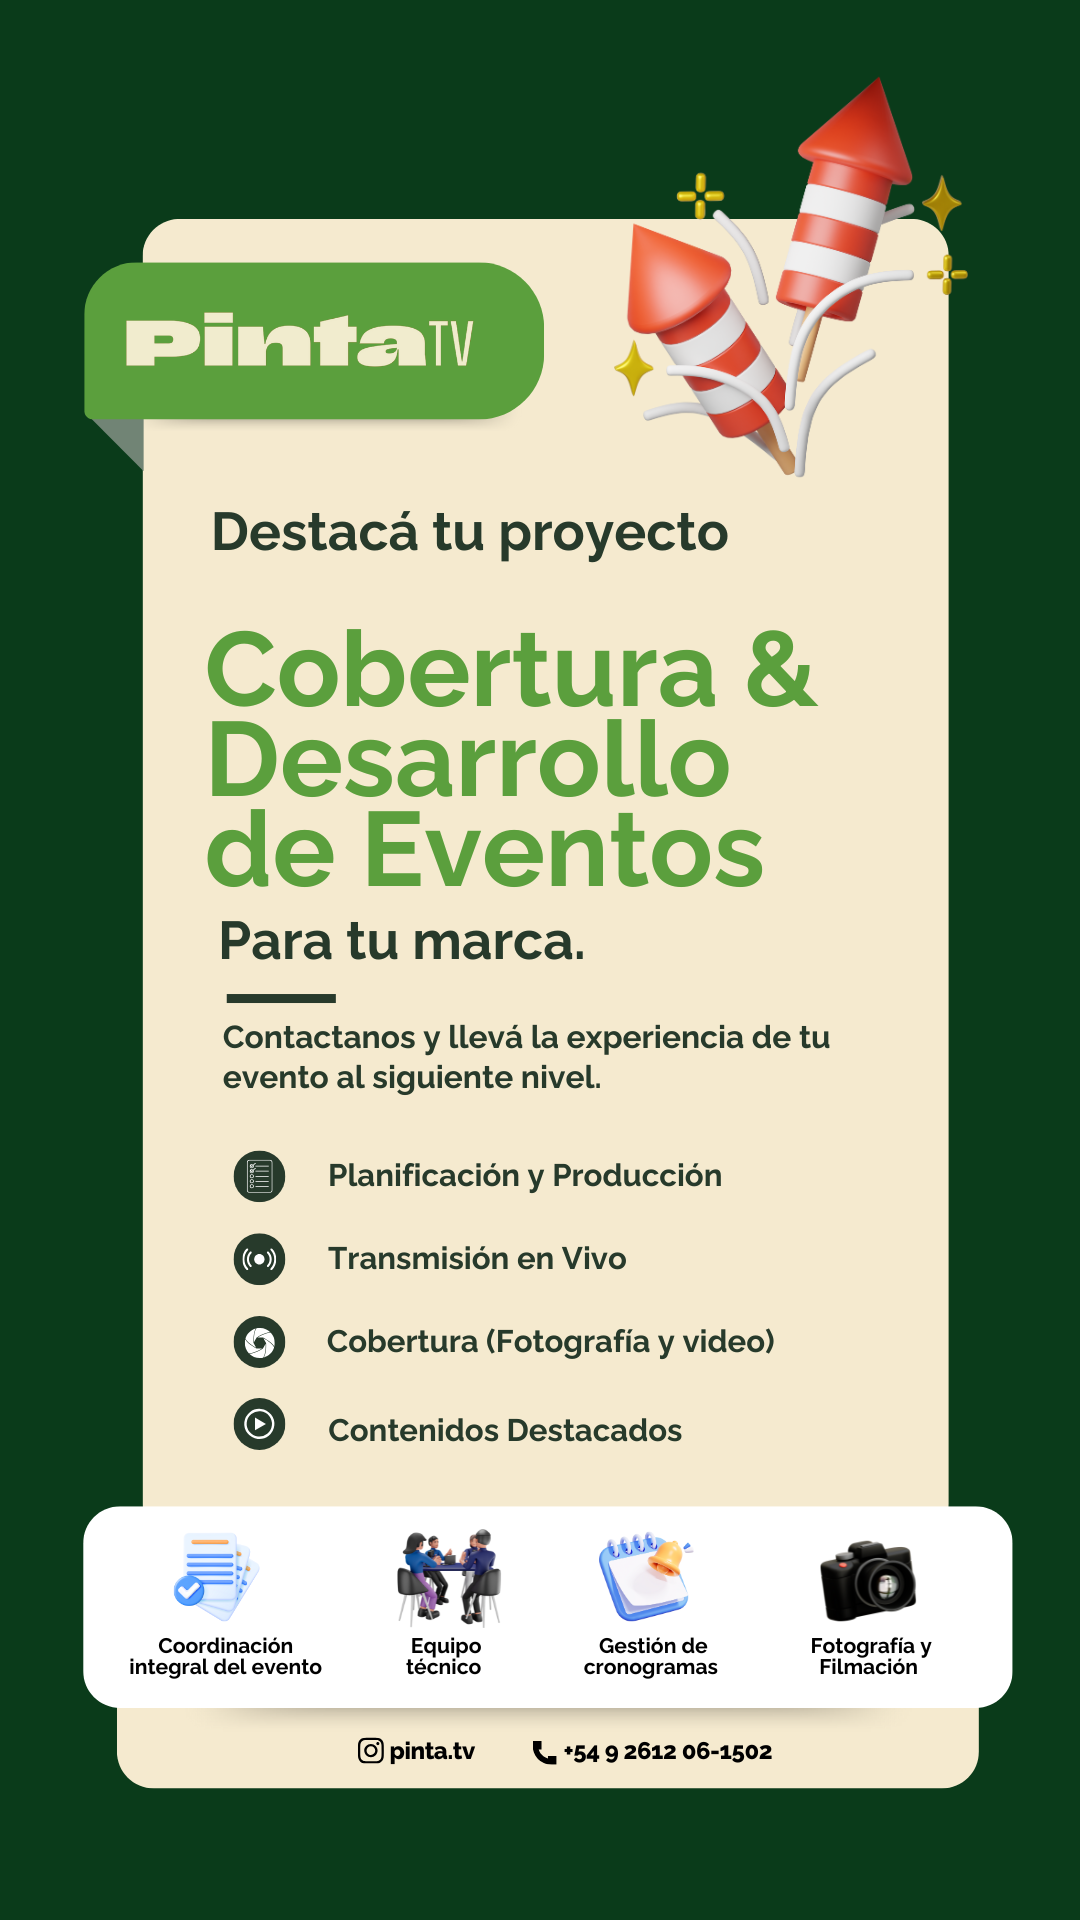 PintaTV
Destacá tu proyecto
Cobertura &
Desarrollo
de Eventos
Para tu marca.
Contactanos y llevá la experiencia de tu
evento al siguiente nivel.
Planificación y Producción
Transmisión en Vivo
Cobertura (Fotografía y video)
Contenidos Destacados
Coordinación
integral del evento
Equipo
técnico
Gestión de
cronogramas
Fotografía y
Filmación
pinta.tv
+54 9 2612 06-1502